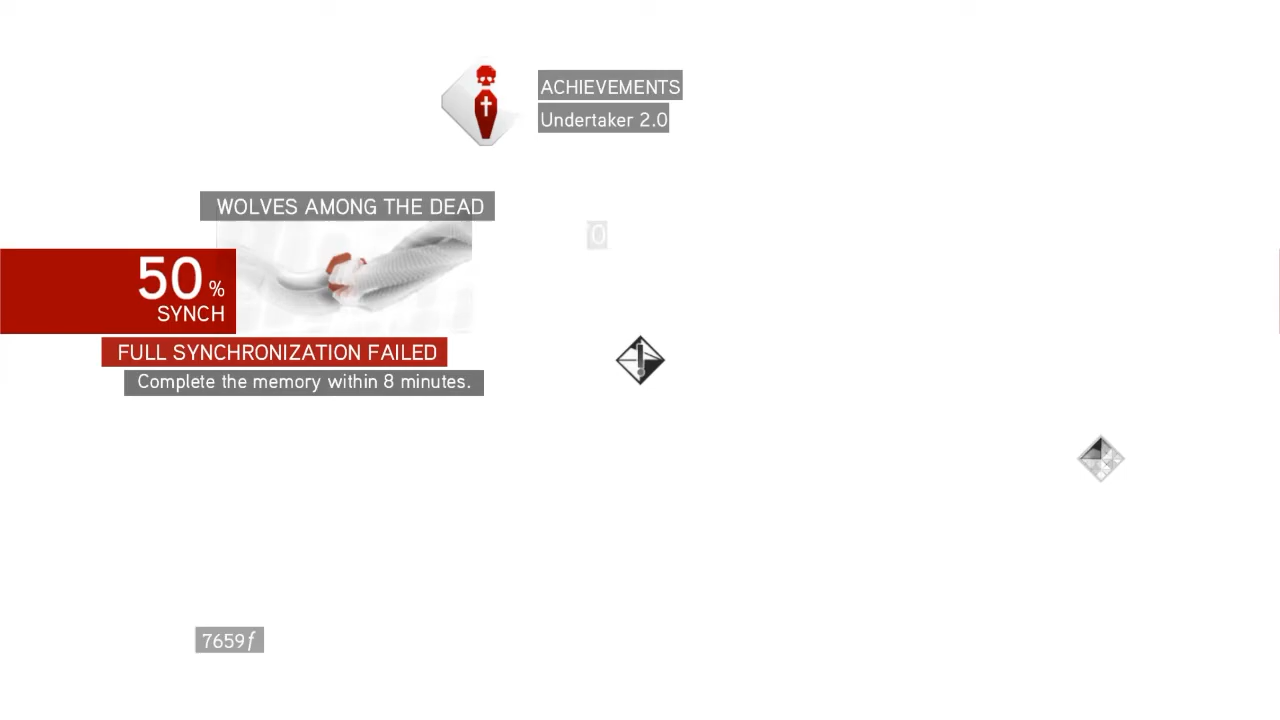 ACHIEVEMENTS
Undertaker 2.0
WOLVES AMONG THE DEAD
50 %
SYNCH
FULL SYNCHRONIZATION FAILED
Complete the memory within 8 minutes.
7659ƒ